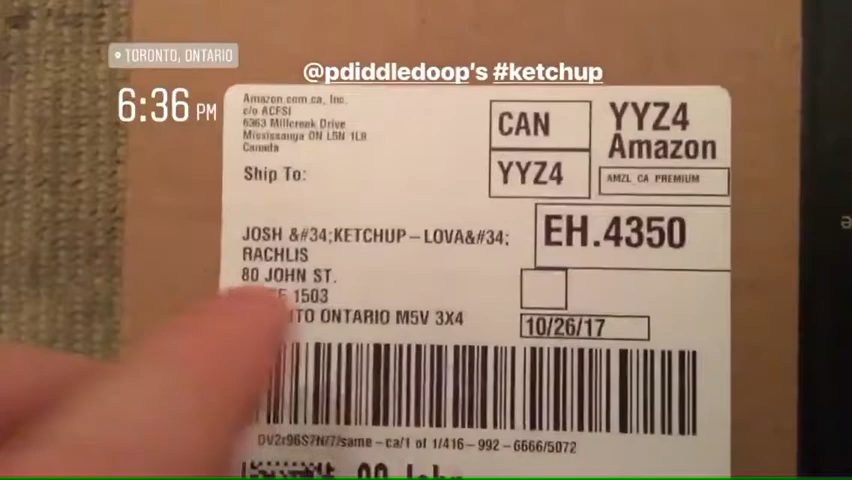 TORONTO, ONTARIO
6:36 PM
@pdiddledoop's #ketchup
Amazon.com.ca, Inc.
c/o ACFSI
6363 Millcreek Drive
Mississauga ON L5N 1L8
Canada
Ship To:
CAN
YYZ4
YYZ4
Amazon
AMZL CA PREMIUM
EH.4350
JOSH &#34;KETCHUP-LOVA&#34;
RACHLIS
80 JOHN ST.
1503
ONTARIO M5V 3X4
10/26/17
DV2r96S7N/7/same-ca/1 of 1/416-992-6666/5072